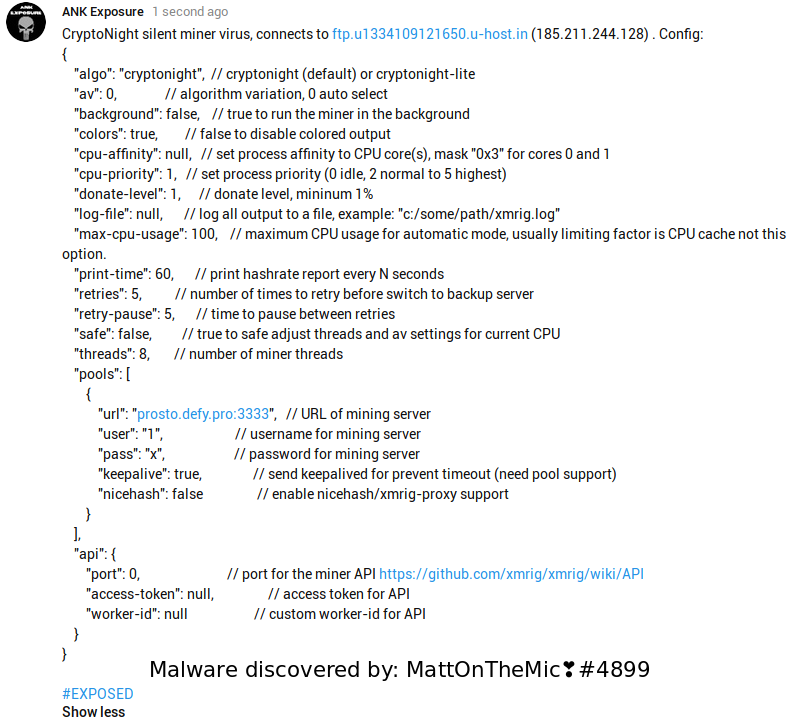 ANK EXPOSURE
ANK Exposure 1 second ago
CryptoNight silent miner virus, connects to ftp.u1334109121650.u-host.in (185.211.244.128) . Config:
{
"algo": "cryptonight", // cryptonight (default) or cryptonight-lite
"av": 0, // algorithm variation, 0 auto select
"background": false, // true to run the miner in the background
"colors": true, // false to disable colored output
"cpu-affinity": null, // set process affinity to CPU core(s), mask "0x3" for cores 0 and 1
"cpu-priority": 1, // set process priority (0 idle, 2 normal to 5 highest)
"donate-level": 1, // donate level, mininum 1%
"log-file": null, // log all output to a file, example: "c:/some/path/xmrig.log"
"max-cpu-usage": 100, // maximum CPU usage for automatic mode, usually limiting factor is CPU cache not this
option.
"print-time": 60, // print hashrate report every N seconds
"retries": 5, // number of times to retry before switch to backup server
"retry-pause": 5, // time to pause between retries
"safe": false, // true to safe adjust threads and av settings for current CPU
"threads": 8, // number of miner threads
"pools": [
{
"url": "prosto.defy.pro:3333", // URL of mining server
"user": "1", // username for mining server
"pass": "x", // password for mining server
"keepalive": true, // send keepalived for prevent timeout (need pool support)
"nicehash": false // enable nicehash/xmrig-proxy support
}
],
"api": {
"port": 0, // port for the miner API https://github.com/xmrig/xmrig/wiki/API
"access-token": null, // access token for API
"worker-id": null // custom worker-id for API
}
}
Malware discovered by: MattOnTheMic❣#4899
#EXPOSED
Show less